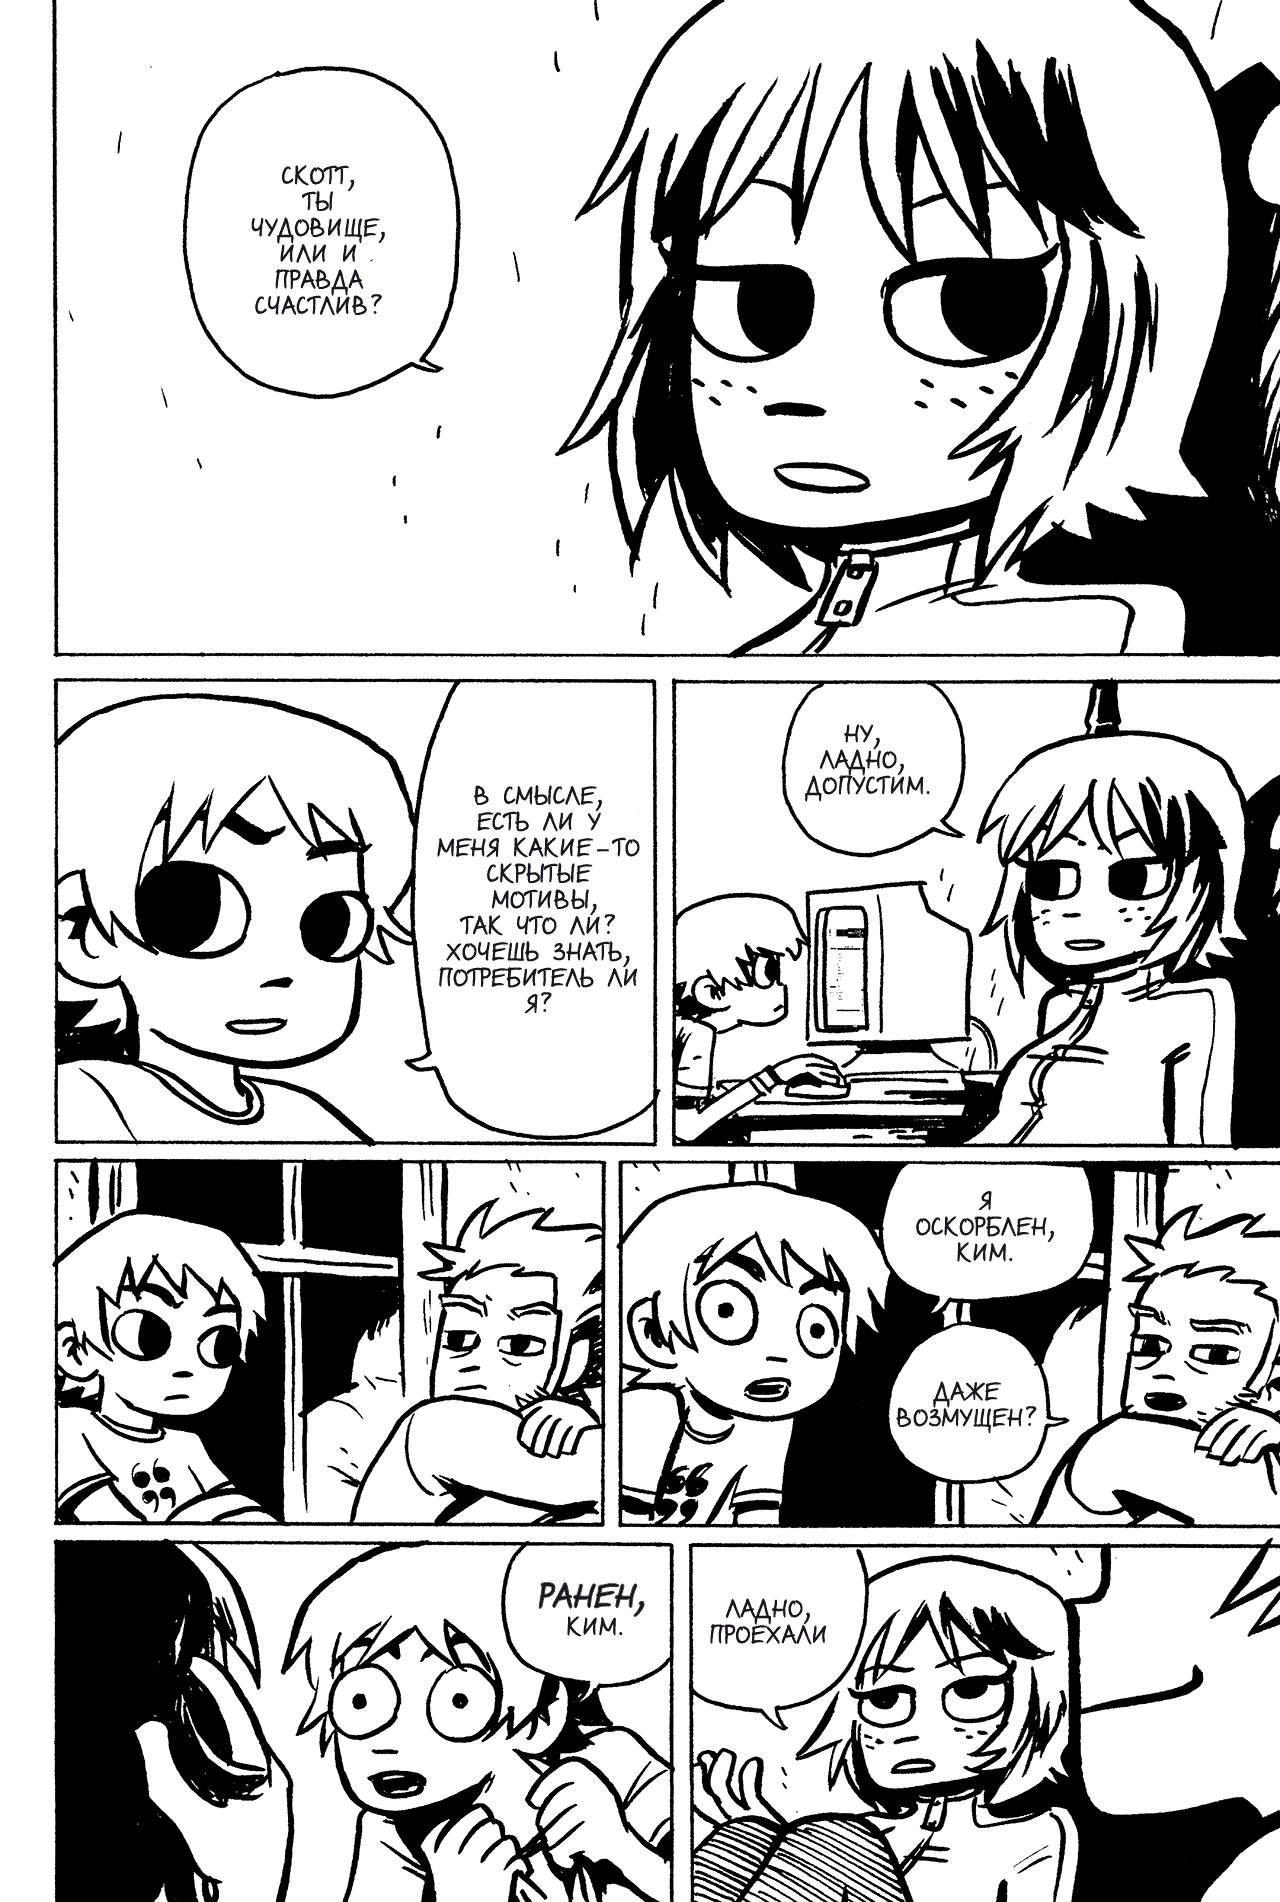 СКОТТ,
ТЫ
ЧУДОВИЩЕ,
ИЛИ И
ПРАВДА
СЧАСТЛИВ?
В СМЫСЛЕ,
ЕСТЬ ЛИ У
МЕНЯ КАКИЕ-ТО
СКРЫТЫЕ
МОТИВЫ,
ТАК ЧТО ЛИ?
ХОЧЕШЬ ЗНАТЬ,
ПОТРЕБИТЕЛЬ ЛИ
Я?
НУ,
ЛАДНО,
ДОПУСТИМ.
Я
ОСКОРБЛЕН,
КИМ.
ДАЖЕ
ВОЗМУЩЕН?
РАНЕН,
КИМ.
ЛАДНО,
ПРОЕХАЛИ